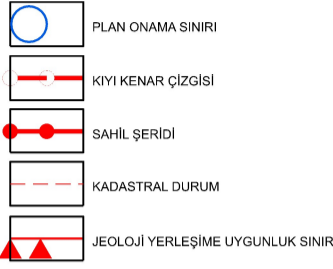 PLAN ONAMA SINIRI
KIYI KENAR ÇİZGİSİ
SAHİL ŞERİDİ
KADASTRAL DURUM
JEOLOJİ YERLEŞİME UYGUNLUK SINIR